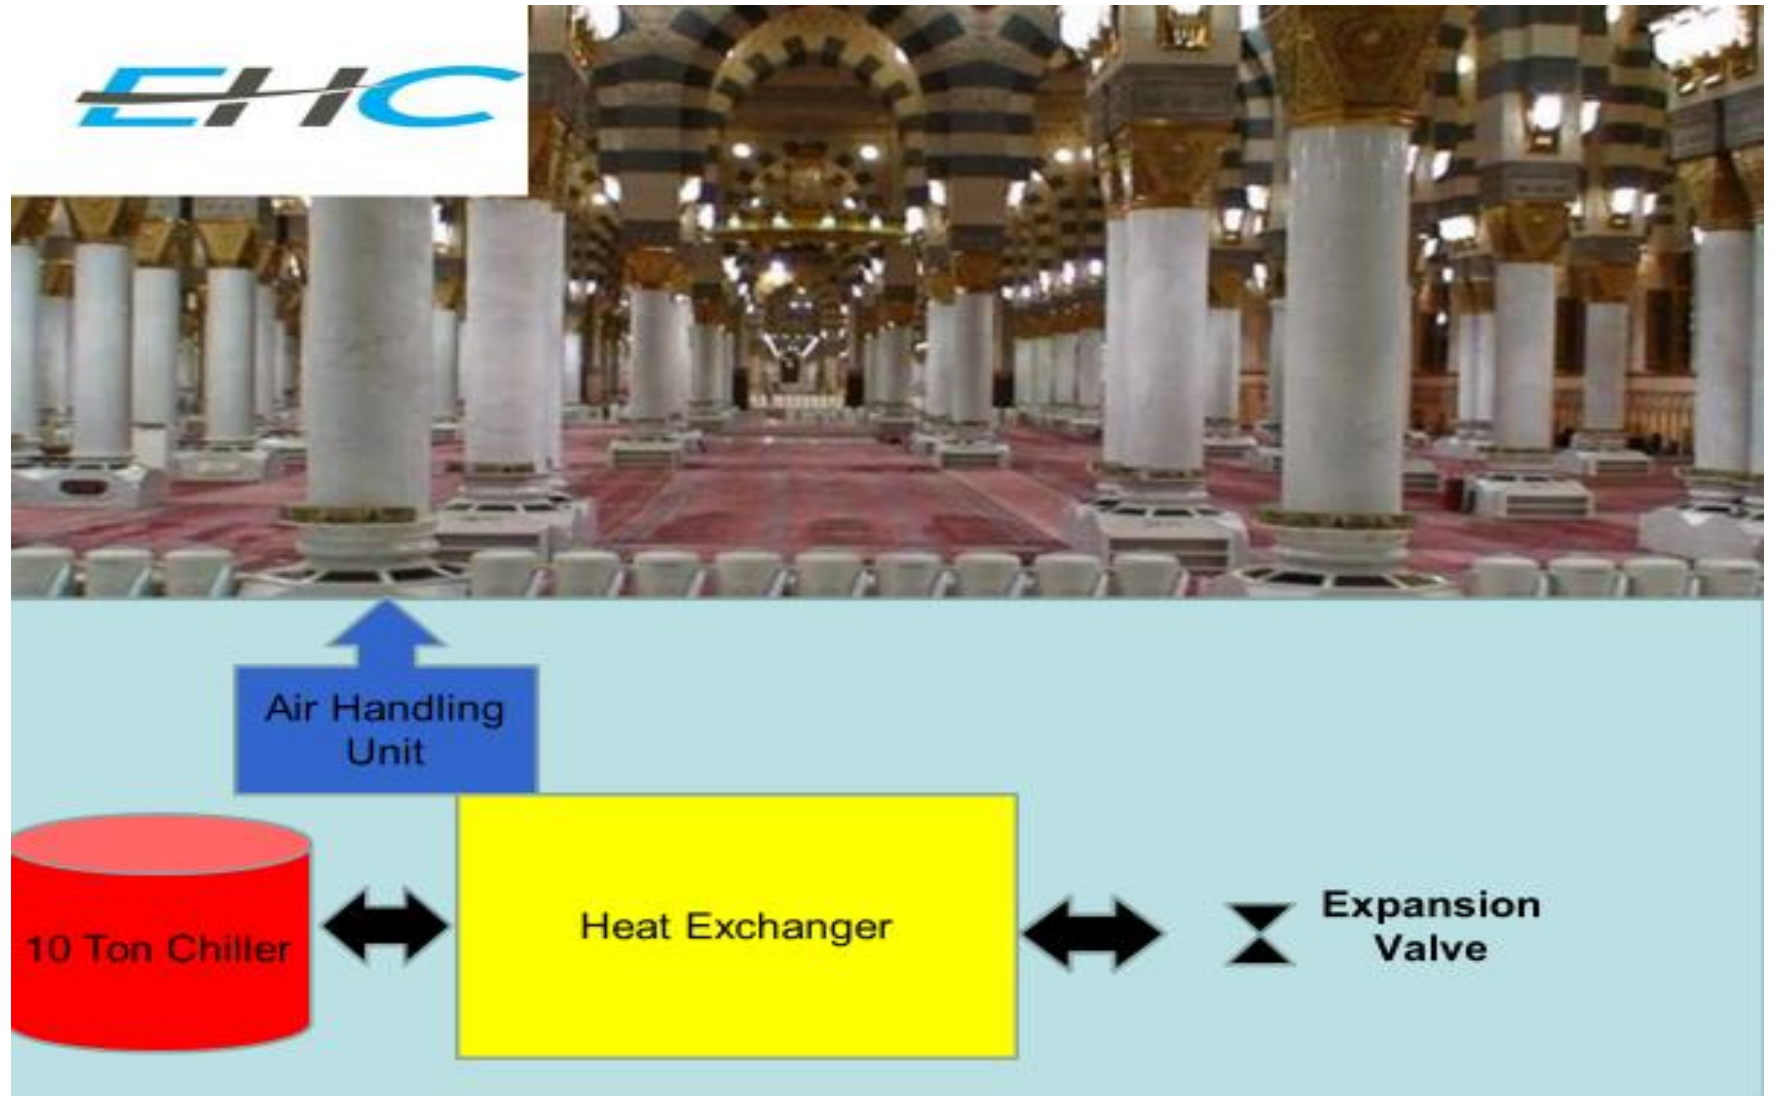 EHC
Air Handling
Unit
10 Ton Chiller
Heat Exchanger
Expansion
Valve